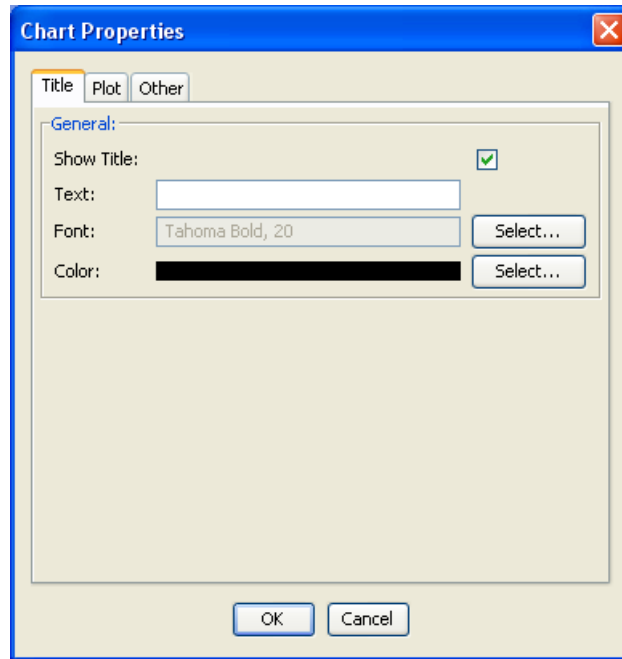 Chart Properties
Title Plot Other
General:
Show Title:
Text:
Font: Tahoma Bold, 20 Select...
Color: Select...
OK Cancel